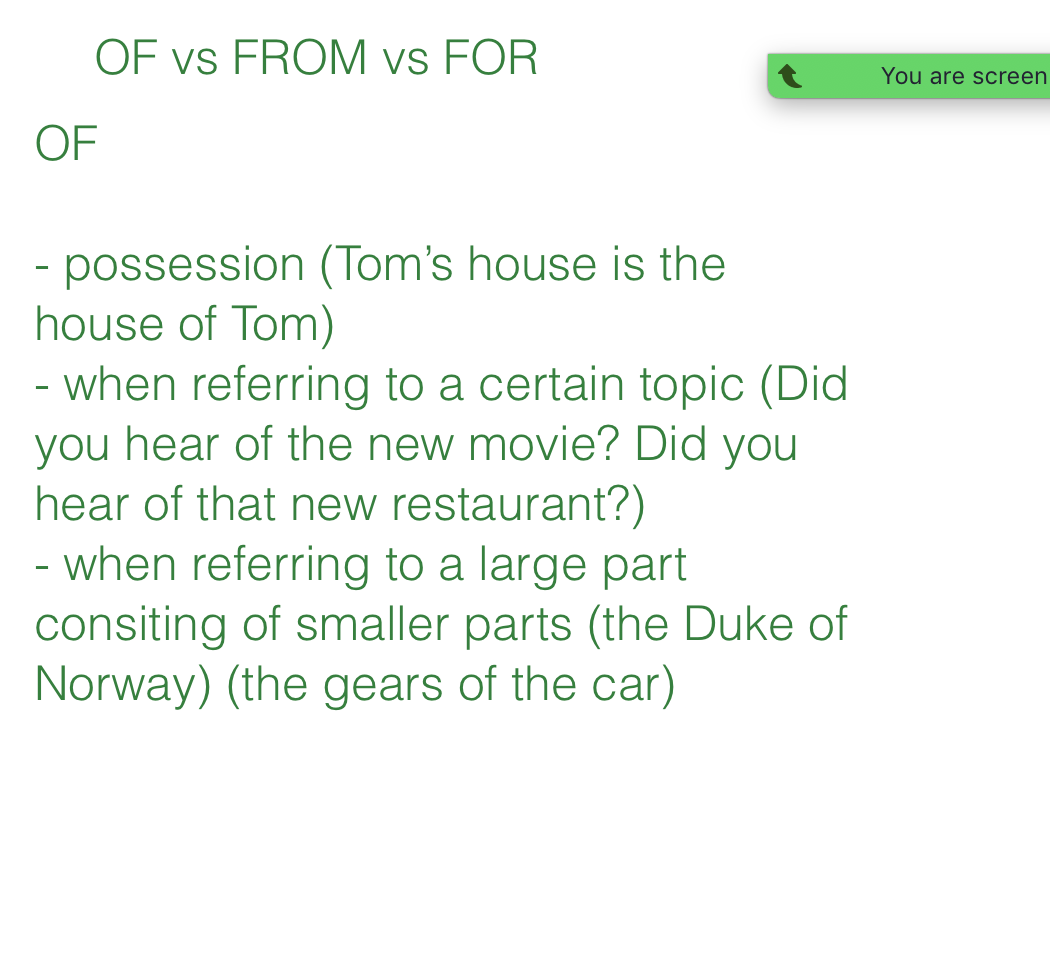 OF vs FROM vs FOR
You are screen
OF
- possession (Tom’s house is the
house of Tom)
- when referring to a certain topic (Did
you hear of the new movie? Did you
hear of that new restaurant?)
- when referring to a large part
consiting of smaller parts (the Duke of
Norway) (the gears of the car)